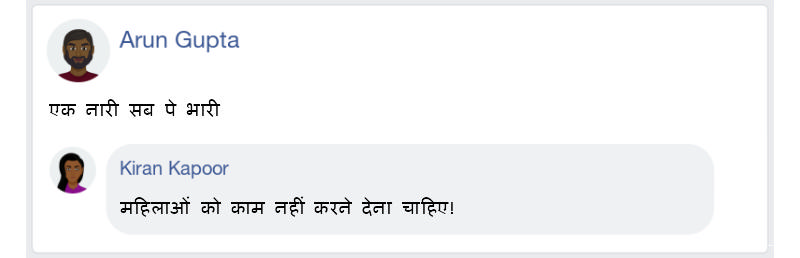 Arun Gupta
एक नारी सब पे भारी
Kiran Kapoor
महिलाओं को काम नहीं करने देना चाहिए!